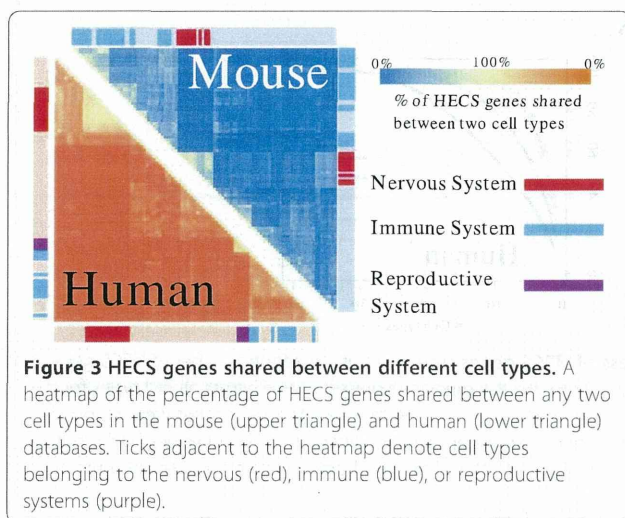 Mouse
Human
0% 100% 0%
% of HECS genes shared
between two cell types
Nervous System
Immune System
Reproductive
System
Figure 3 HECS genes shared between different cell types. A
heatmap of the percentage of HECS genes shared between any two
cell types in the mouse (upper triangle) and human (lower triangle)
databases. Ticks adjacent to the heatmap denote cell types
belonging to the nervous (red), immune (blue), or reproductive
systems (purple).